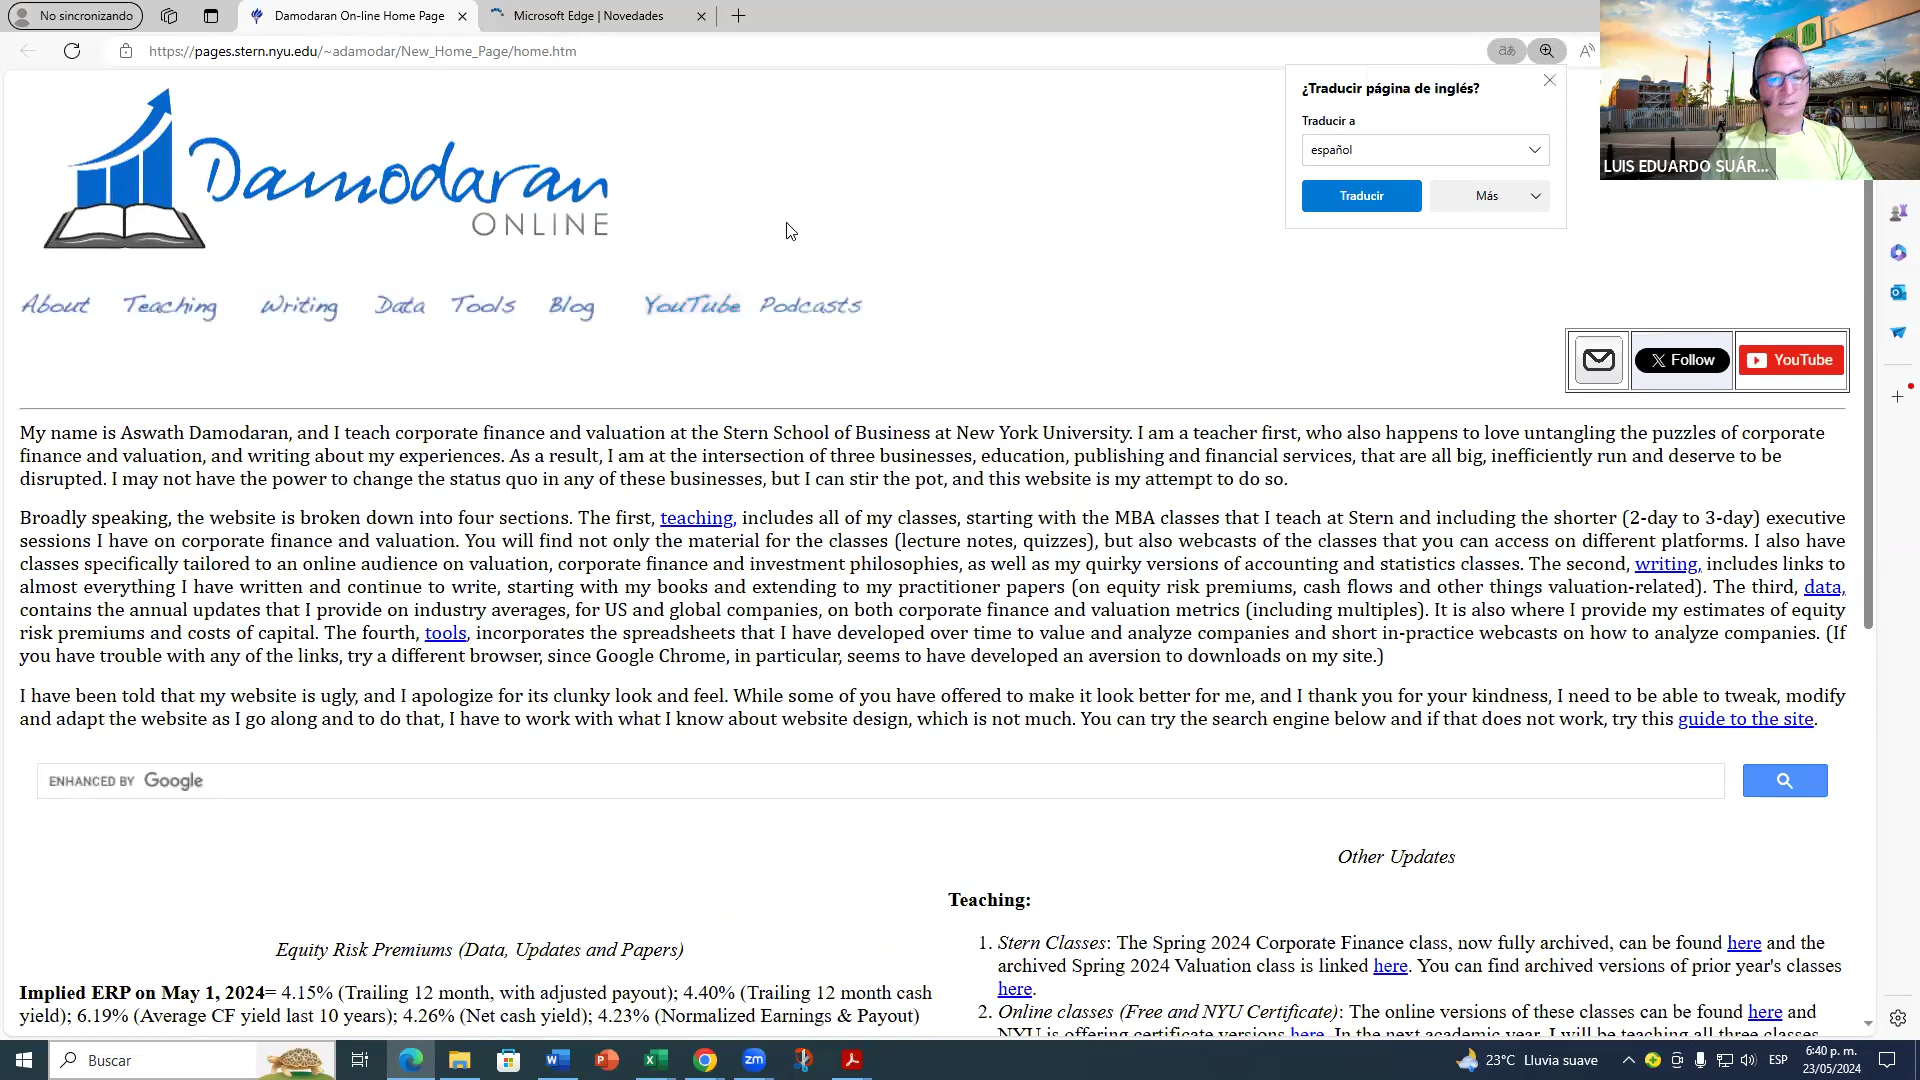 No sincronizando
Damodaran On-line Home Page
Microsoft Edge | Novedades
https://pages.stern.nyu.edu/~adamodar/New_Home_Page/home.htm
¿Traducir página de inglés?
Traducir a
español
Traducir
Más
LUIS EDUARDO SUÁR...
Damodaran
ONLINE
About Teaching Writing Data Tools Blog YouTube Podcasts
X Follow
YouTube
My name is Aswath Damodaran, and I teach corporate finance and valuation at the Stern School of Business at New York University. I am a teacher first, who also happens to love untangling the puzzles of corporate
finance and valuation, and writing about my experiences. As a result, I am at the intersection of three businesses, education, publishing and financial services, that are all big, inefficiently run and deserve to be
disrupted. I may not have the power to change the status quo in any of these businesses, but I can stir the pot, and this website is my attempt to do so.
Broadly speaking, the website is broken down into four sections. The first, teaching, includes all of my classes, starting with the MBA classes that I teach at Stern and including the shorter (2-day to 3-day) executive
sessions I have on corporate finance and valuation. You will find not only the material for the classes (lecture notes, quizzes), but also webcasts of the classes that you can access on different platforms. I also have
classes specifically tailored to an online audience on valuation, corporate finance and investment philosophies, as well as my quirky versions of accounting and statistics classes. The second, writing, includes links to
almost everything I have written and continue to write, starting with my books and extending to my practitioner papers (on equity risk premiums, cash flows and other things valuation-related). The third, data,
contains the annual updates that I provide on industry averages, for US and global companies, on both corporate finance and valuation metrics (including multiples). It is also where I provide my estimates of equity
risk premiums and costs of capital. The fourth, tools, incorporates the spreadsheets that I have developed over time to value and analyze companies and short in-practice webcasts on how to analyze companies. (If
you have trouble with any of the links, try a different browser, since Google Chrome, in particular, seems to have developed an aversion to downloads on my site.)
I have been told that my website is ugly, and I apologize for its clunky look and feel. While some of you have offered to make it look better for me, and I thank you for your kindness, I need to be able to tweak, modify
and adapt the website as I go along and to do that, I have to work with what I know about website design, which is not much. You can try the search engine below and if that does not work, try this guide to the site.
ENHANCED BY Google
Other Updates
Teaching:
Equity Risk Premiums (Data, Updates and Papers)
Implied ERP on May 1, 2024= 4.15% (Trailing 12 month, with adjusted payout); 4.40% (Trailing 12 month cash
yield); 6.19% (Average CF yield last 10 years); 4.26% (Net cash yield); 4.23% (Normalized Earnings & Payout)
1. Stern Classes: The Spring 2024 Corporate Finance class, now fully archived, can be found here and the
archived Spring 2024 Valuation class is linked here. You can find archived versions of prior year's classes
here.
2. Online classes (Free and NYU Certificate): The online versions of these classes can be found here and
NYU is offering certificate versions here. In the next academic year, I will be teaching all three classes
Buscar
23°C Lluvia suave
ESP
6:40 p. m.
23/05/2024